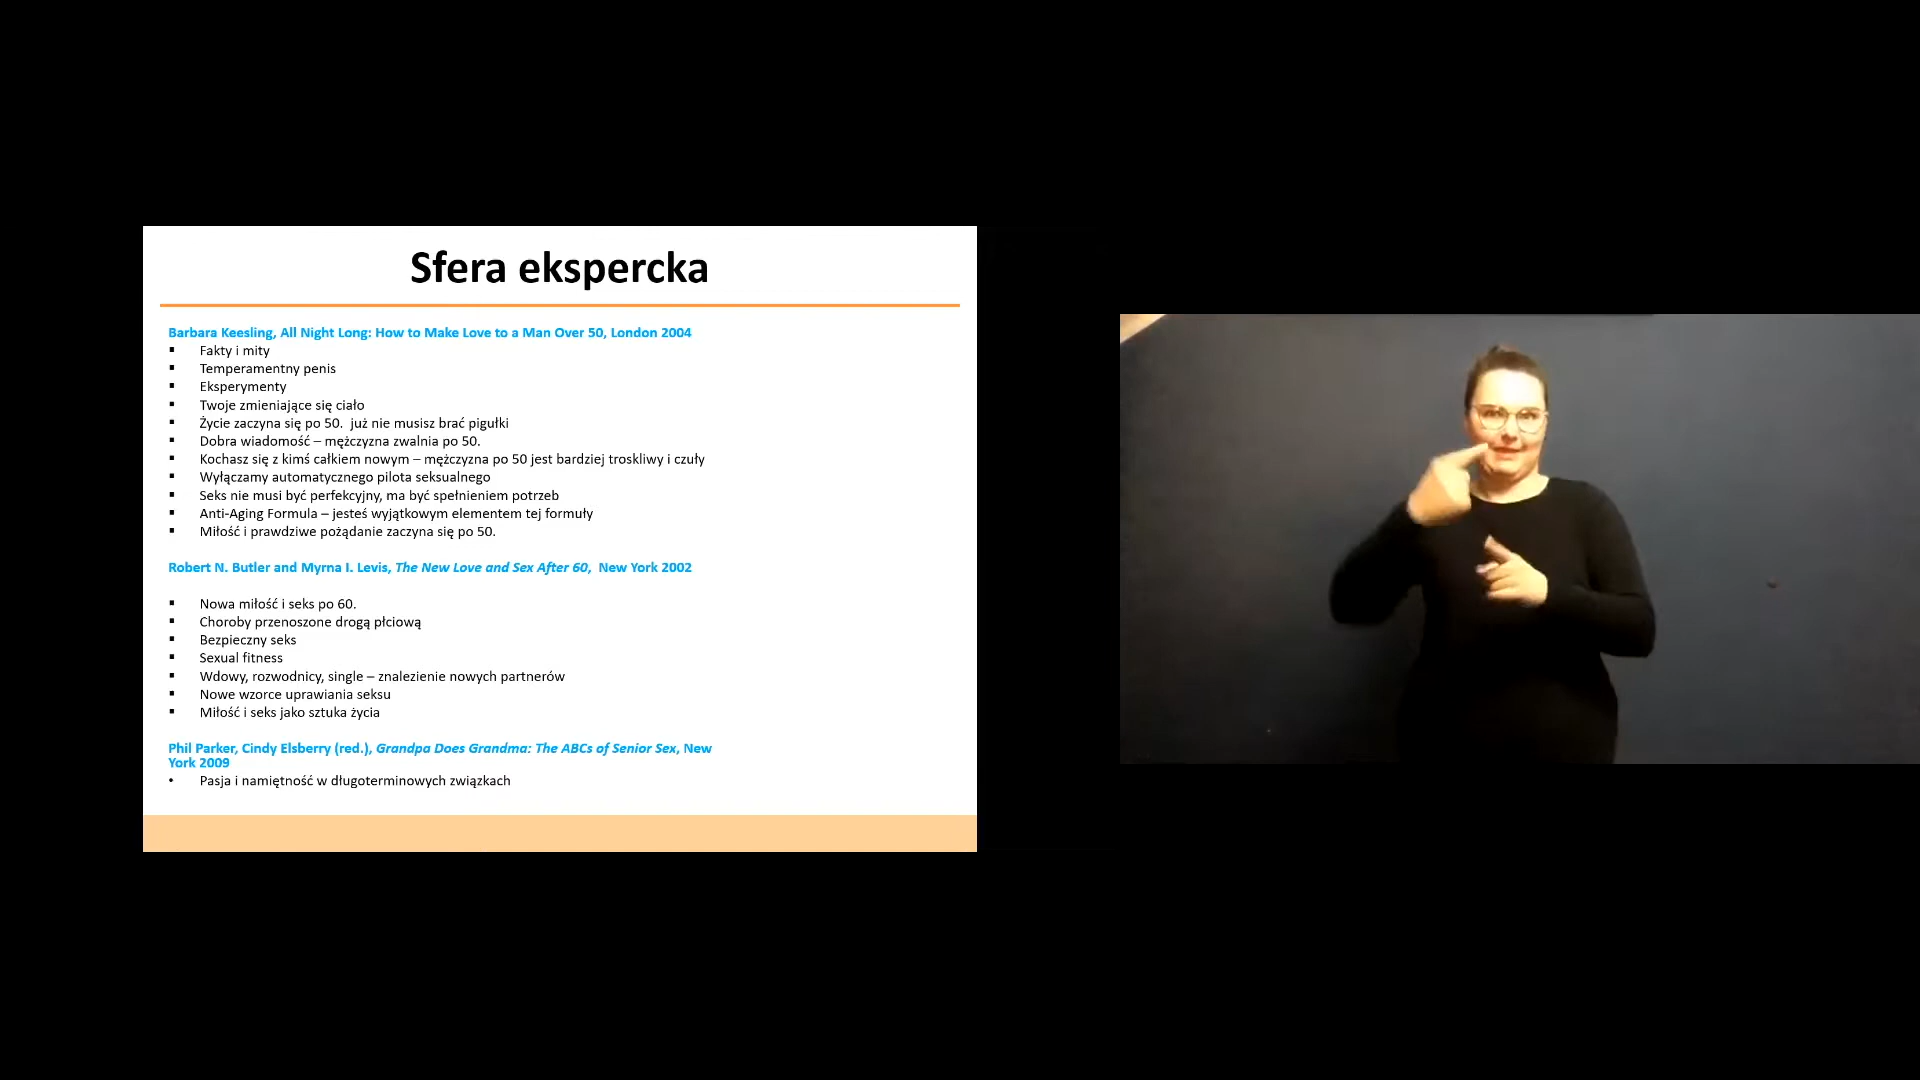 Sfera ekspercka
Barbara Keesling, All Night Long: How to Make Love to a Man Over 50, London 2004
▪ Fakty i mity
▪ Temperamentny penis
▪ Eksperymenty
▪ Twoje zmieniające się ciało
▪ Życie zaczyna się po 50.  już nie musisz brać pigułki
▪ Dobra wiadomość – mężczyzna zwalnia po 50.
▪ Kochasz się z kimś całkiem nowym – mężczyzna po 50 jest bardziej troskliwy i czuły
▪ Wyłączamy automatycznego pilota seksualnego
▪ Seks nie musi być perfekcyjny, ma być spełnieniem potrzeb
▪ Anti-Aging Formula – jesteś wyjątkowym elementem tej formuły
▪ Miłość i prawdziwe pożądanie zaczyna się po 50.
Robert N. Butler and Myrna I. Levis, The New Love and Sex After 60,  New York 2002
▪ Nowa miłość i seks po 60.
▪ Choroby przenoszone drogą płciową
▪ Bezpieczny seks
▪ Sexual fitness
▪ Wdowy, rozwodnicy, single – znalezienie nowych partnerów
▪ Nowe wzorce uprawiania seksu
▪ Miłość i seks jako sztuka życia
Phil Parker, Cindy Elsberry (red.), Grandpa Does Grandma: The ABCs of Senior Sex, New
York 2009
• Pasja i namiętność w długoterminowych związkach